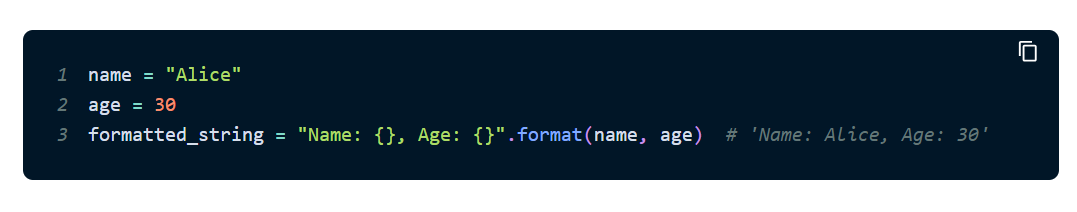 1 name = "Alice"
2 age = 30
3 formatted_string = "Name: {}, Age: {}".format(name, age)  # 'Name: Alice, Age: 30'